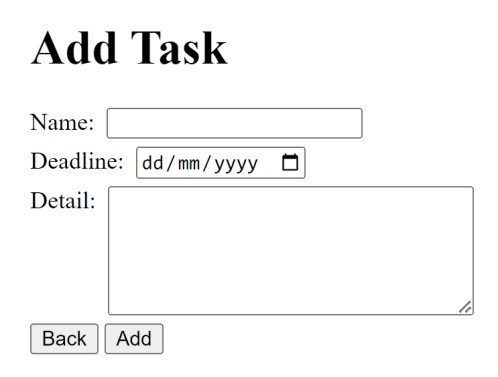 Add Task
Name:
Deadline: dd/mm/yyyy
Detail:
Back Add